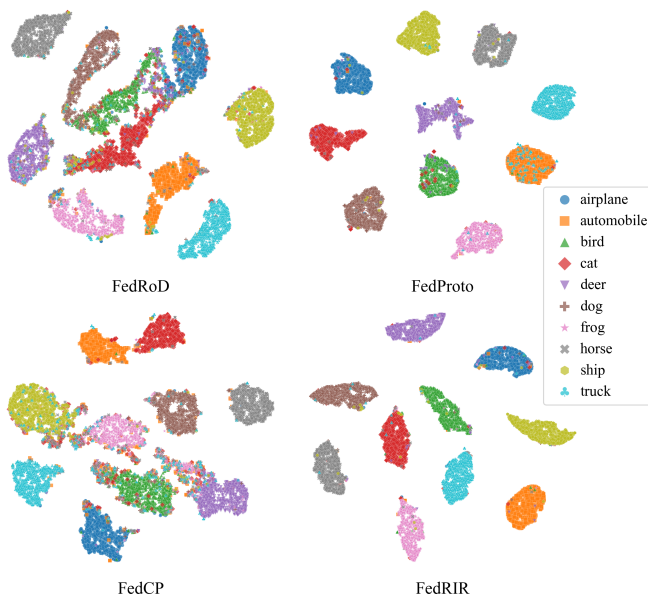 FedRoD
FedProto
airplane
automobile
bird
cat
deer
dog
frog
horse
ship
truck
FedCP
FedRIR